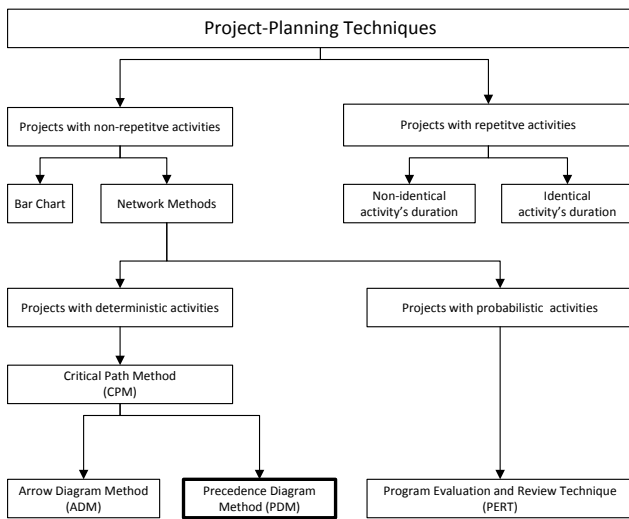 Project-Planning Techniques
Projects with non-repetitve activities
Projects with repetitve activities
Bar Chart
Network Methods
Non-identical
activity's duration
Identical
activity's duration
Projects with deterministic activities
Projects with probabilistic activities
Critical Path Method
(CPM)
Arrow Diagram Method
(ADM)
Precedence Diagram
Method (PDM)
Program Evaluation and Review Technique
(PERT)